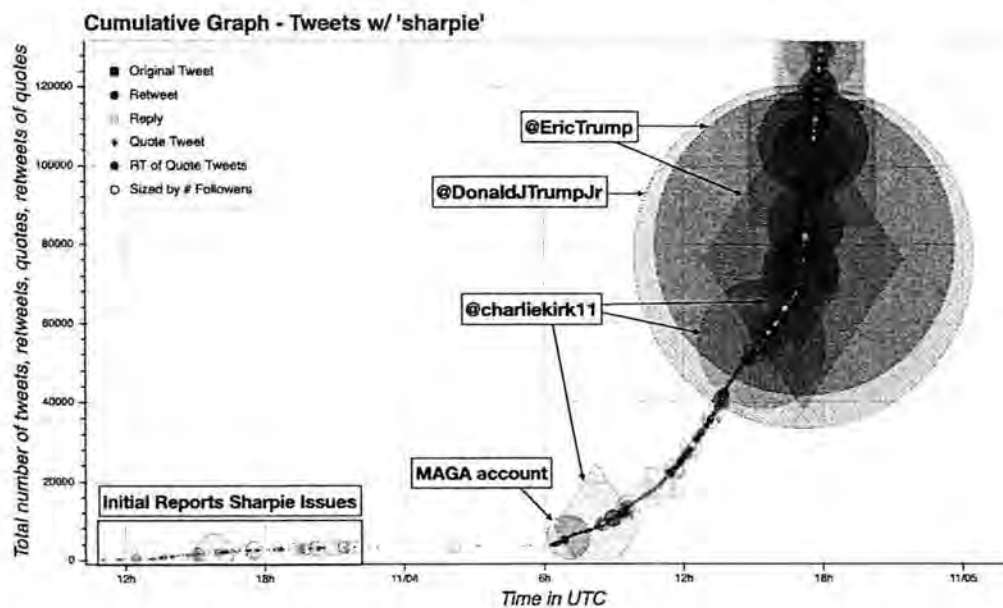 Cumulative Graph - Tweets w/ 'sharpie'
Total number of tweets, retweets, quotes, retweets of quotes
Original Tweet
Retweet
Reply
Quote Tweet
RT of Quote Tweets
Sized by # Followers
120000
100000
80000
60000
40000
20000
0
@EricTrump
@DonaldJTrumpJr
@charliekirk11
MAGA account
Initial Reports Sharpie Issues
12h
18h
11/04
6h
12h
18h
11/05
Time in UTC